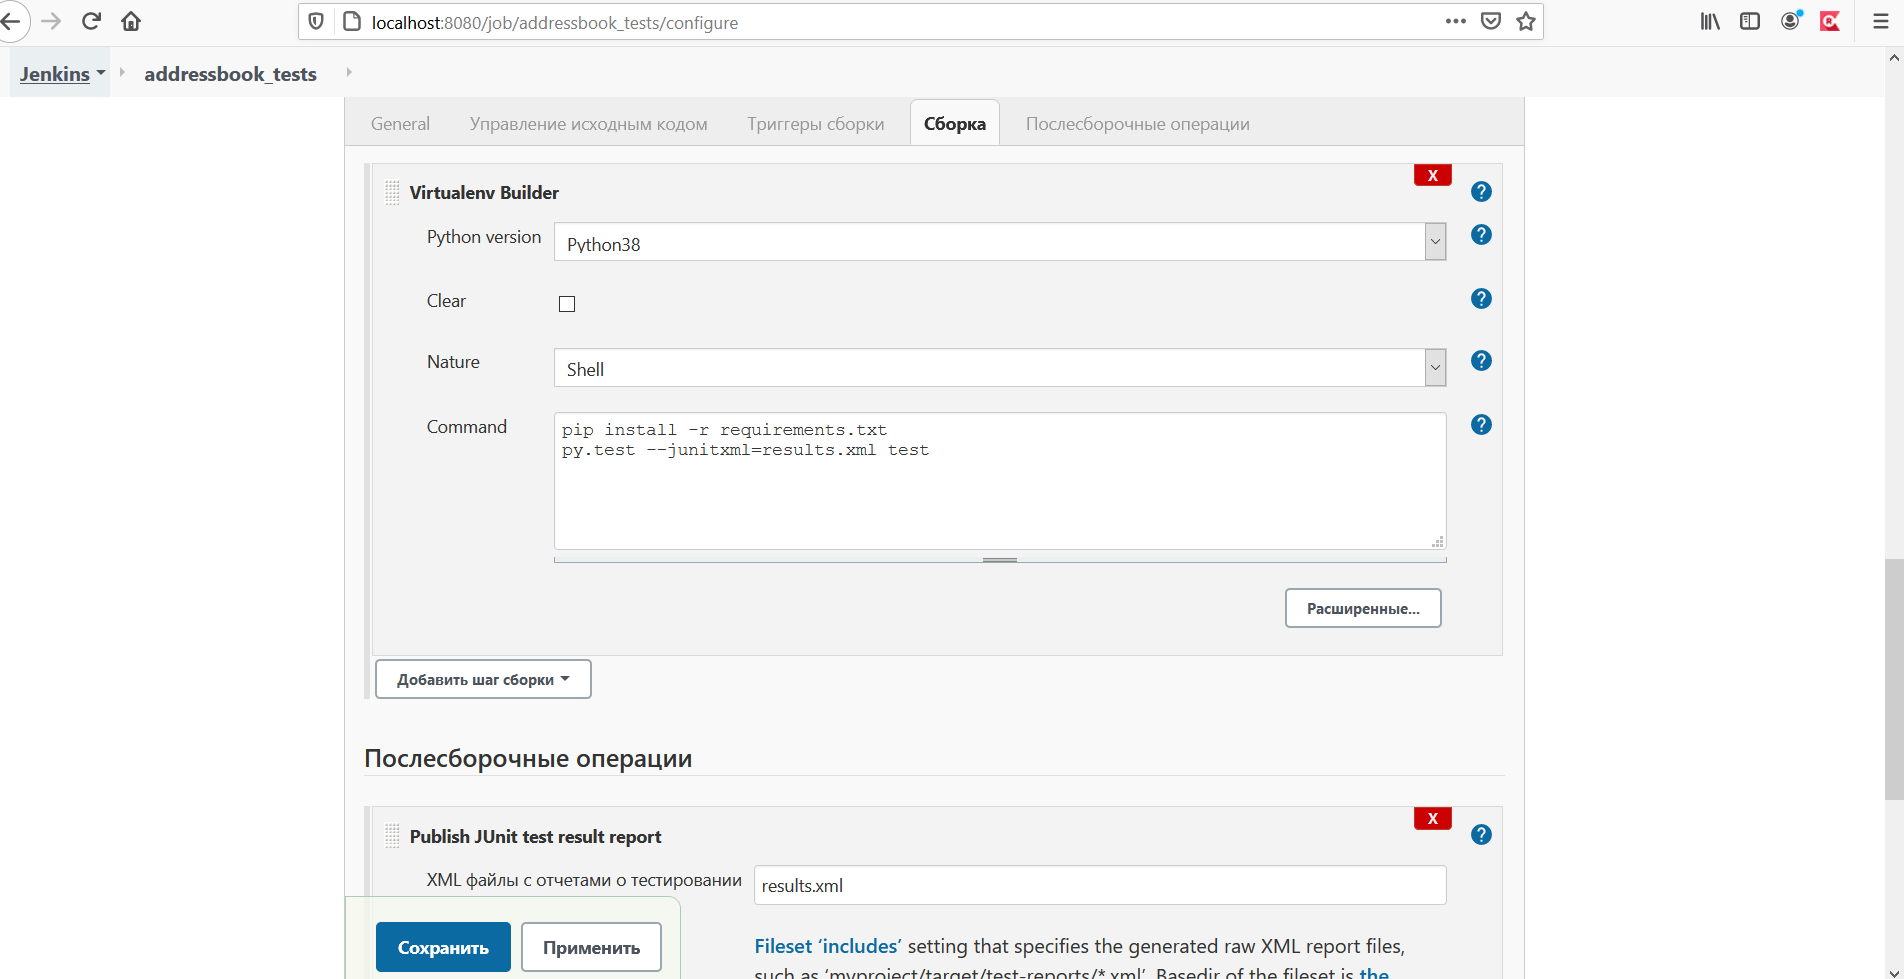 localhost:8080/job/addressbook_tests/configure
Jenkins addressbook_tests
General Управление исходным кодом Триггеры сборки Сборка Послесборочные операции
X
Virtualenv Builder ?
Python version Python38 ?
Clear ?
Nature Shell ?
Command ?
pip install -r requirements.txt
py.test --junitxml=results.xml test
Расширенные...
Добавить шаг сборки
Послесборочные операции
X
Publish JUnit test result report ?
XML файлы с отчетами о тестировании results.xml
Сохранить Применить
Fileset ‘includes’ setting that specifies the generated raw XML report files,
such as ‘myproject/target/test-reports/*.xml’. Basedir of the fileset is the